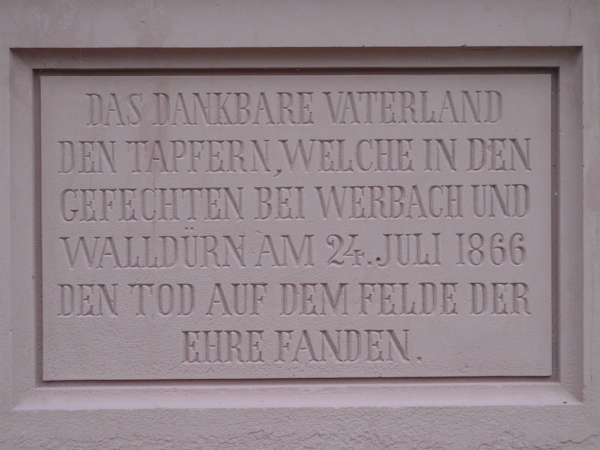 DAS DANKBARE VATERLAND
DEN TAPFERN, WELCHE IN DEN
GEFECHTEN BEI WERBACH UND
WALLDÜRN AM 24. JULI 1866
DEN TOD AUF DEM FELDE DER
EHRE FANDEN.